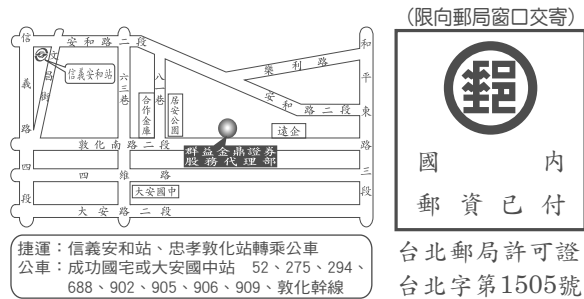 (限向郵局窗口交寄)
郵
國內
郵資已付
台北郵局許可證
台北字第1505號
信義路四段
安和路二段
文昌街
信義安和站
六三巷
八一巷
合作金庫
居安公園
樂利路
安和路二段
遠企
和平東路三段
敦化南路二段
群益金鼎證券
股務代理部
四維路
大安國中
大安路二段
捷運:信義安和站、忠孝敦化站轉乘公車
公車:成功國宅或大安國中站 52、275、294、
688、902、905、906、909、敦化幹線